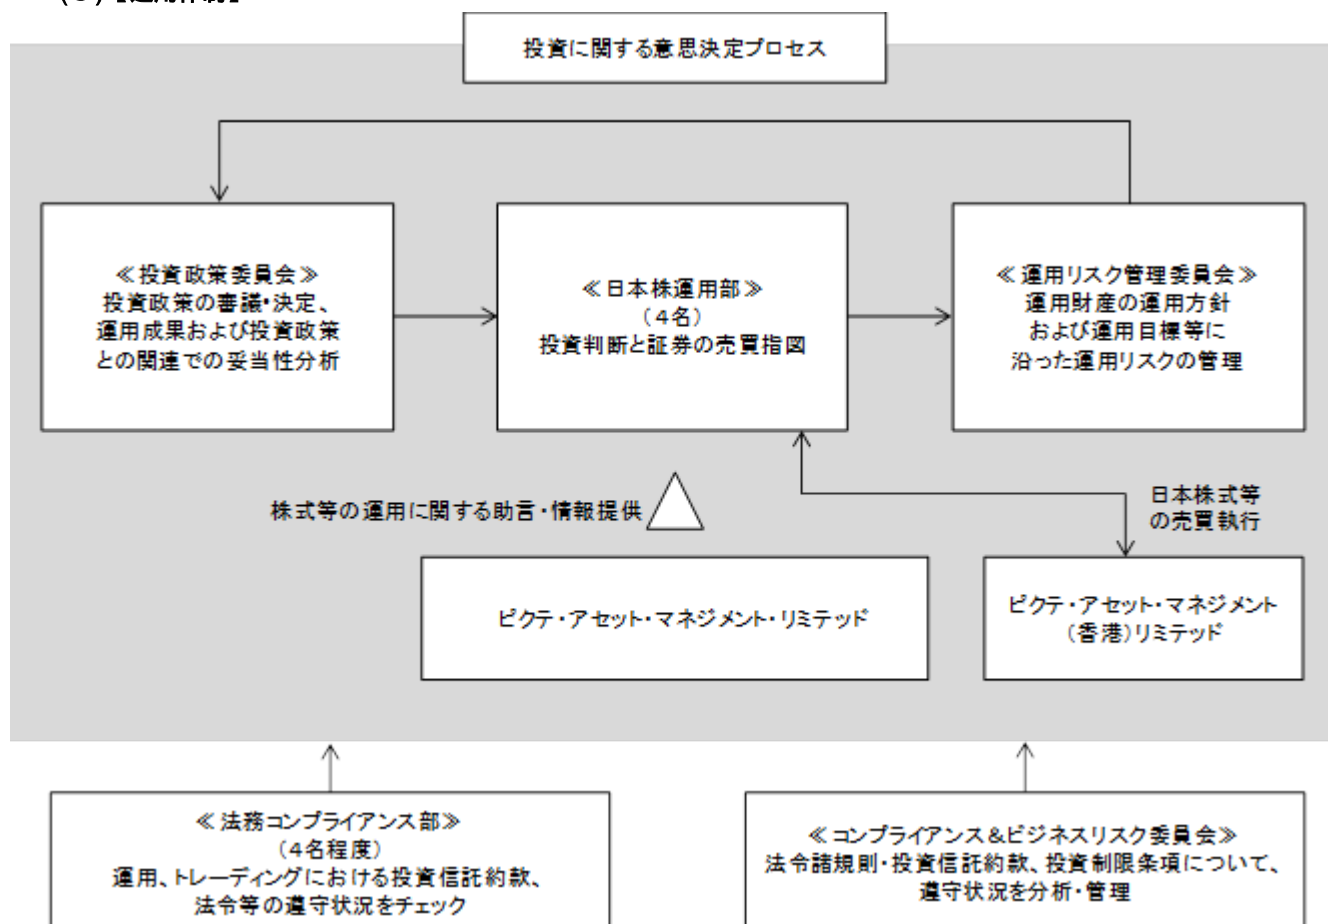 投資に関する意思決定プロセス
≪投資政策委員会≫
投資政策の審議・決定、
運用成果および投資政策
との関連での妥当性分析
≪日本株運用部≫
(4名)
投資判断と証券の売買指図
≪運用リスク管理委員会≫
運用財産の運用方針
および運用目標等に
沿った運用リスクの管理
株式等の運用に関する助言・情報提供
日本株式等
の売買執行
ピクテ・アセット・マネジメント・リミテッド
ピクテ・アセット・マネジメント
(香港)リミテッド
≪法務コンプライアンス部≫
(4名程度)
運用、トレーディングにおける投資信託約款、
法令等の遵守状況をチェック
≪コンプライアンス&ビジネスリスク委員会≫
法令諸規則・投資信託約款、投資制限条項について、
遵守状況を分析・管理